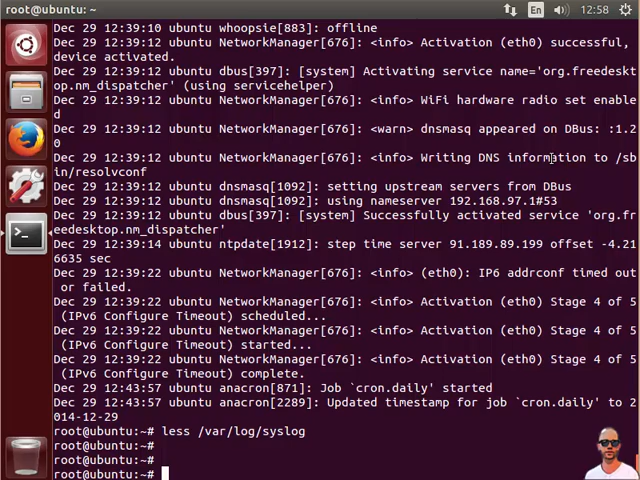 root@ubuntu: ~
En
12:58
Dec 29 12:39:10 ubuntu whoopsie[883]: offline
Dec 29 12:39:12 ubuntu NetworkManager[676]: <info> Activation (eth0) successful,
device activated.
Dec 29 12:39:12 ubuntu dbus[397]: [system] Activating service name='org.freedesk
top.nm_dispatcher' (using servicehelper)
Dec 29 12:39:12 ubuntu NetworkManager[676]: <info> WiFi hardware radio set enable
d
Dec 29 12:39:12 ubuntu NetworkManager[676]: <warn> dnsmasq appeared on DBus: :1.2
0
Dec 29 12:39:12 ubuntu NetworkManager[676]: <info> Writing DNS information to /sb
in/resolvconf
Dec 29 12:39:12 ubuntu dnsmasq[1092]: setting upstream servers from DBus
Dec 29 12:39:12 ubuntu dnsmasq[1092]: using nameserver 192.168.97.1#53
Dec 29 12:39:12 ubuntu dbus[397]: [system] Successfully activated service 'org.fr
eedesktop.nm_dispatcher'
Dec 29 12:39:14 ubuntu ntpdate[1912]: step time server 91.189.89.199 offset -4.21
6635 sec
Dec 29 12:39:22 ubuntu NetworkManager[676]: <info> (eth0): IP6 addrconf timed out
or failed.
Dec 29 12:39:22 ubuntu NetworkManager[676]: <info> Activation (eth0) Stage 4 of 5
(IPv6 Configure Timeout) scheduled...
Dec 29 12:39:22 ubuntu NetworkManager[676]: <info> Activation (eth0) Stage 4 of 5
(IPv6 Configure Timeout) started...
Dec 29 12:39:22 ubuntu NetworkManager[676]: <info> Activation (eth0) Stage 4 of 5
(IPv6 Configure Timeout) complete.
Dec 29 12:43:57 ubuntu anacron[871]: Job `cron.daily' started
Dec 29 12:43:57 ubuntu anacron[2289]: Updated timestamp for job `cron.daily' to 2
014-12-29
root@ubuntu:~# less /var/log/syslog
root@ubuntu:~#
root@ubuntu:~#
root@ubuntu:~#